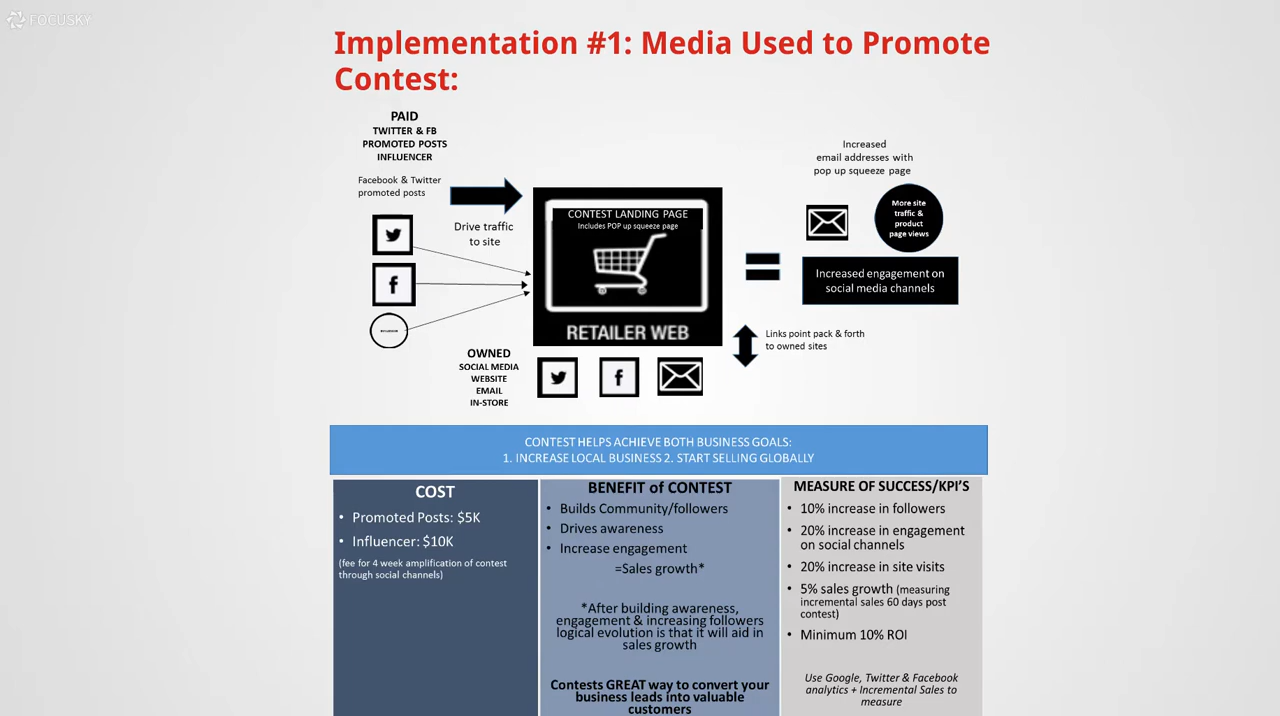 FOCUSKY
Implementation #1: Media Used to Promote
Contest:
PAID
TWITTER & FB
PROMOTED POSTS
INFLUENCER
Facebook & Twitter
promoted posts
Drive traffic
to site
CONTEST LANDING PAGE
Includes POP up squeeze page
RETAILER WEB
Increased
email addresses with
pop up squeeze page
More site
traffic &
product
page views
Increased engagement on
social media channels
Links point pack & forth
to owned sites
OWNED
SOCIAL MEDIA
WEBSITE
EMAIL
IN-STORE
CONTEST HELPS ACHIEVE BOTH BUSINESS GOALS:
1. INCREASE LOCAL BUSINESS 2. START SELLING GLOBALLY
COST
• Promoted Posts: $5K
• Influencer: $10K
(fee for 4 week amplification of contest
through social channels)
BENEFIT of CONTEST
• Builds Community/followers
• Drives awareness
• Increase engagement
=Sales growth*
*After building awareness,
engagement & increasing followers
logical evolution is that it will aid in
sales growth
Contests GREAT way to convert your
business leads into valuable
customers
MEASURE OF SUCCESS/KPI'S
• 10% increase in followers
• 20% increase in engagement
on social channels
• 20% increase in site visits
• 5% sales growth (measuring
incremental sales 60 days post
contest)
• Minimum 10% ROI
Use Google, Twitter & Facebook
analytics + Incremental Sales to
measure